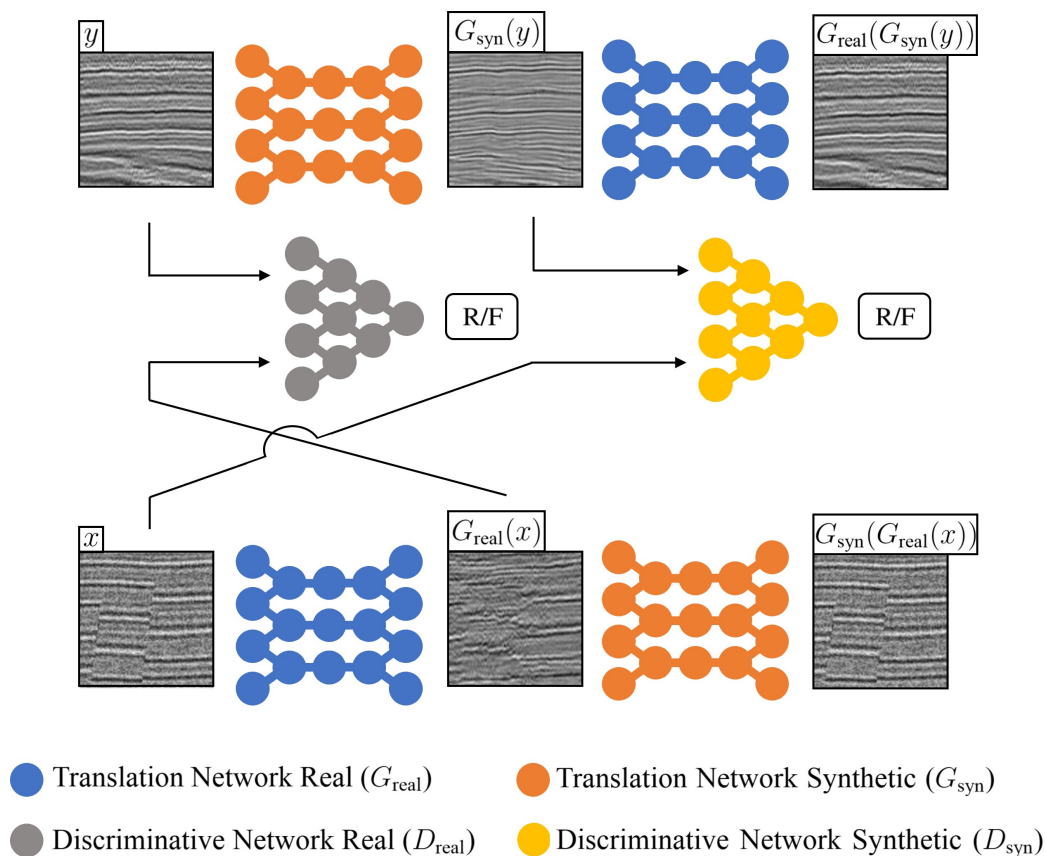 y
G_syn(y)
G_real(G_syn(y))
R/F
R/F
x
G_real(x)
G_syn(G_real(x))
Translation Network Real (G_real)
Translation Network Synthetic (G_syn)
Discriminative Network Real (D_real)
Discriminative Network Synthetic (D_syn)